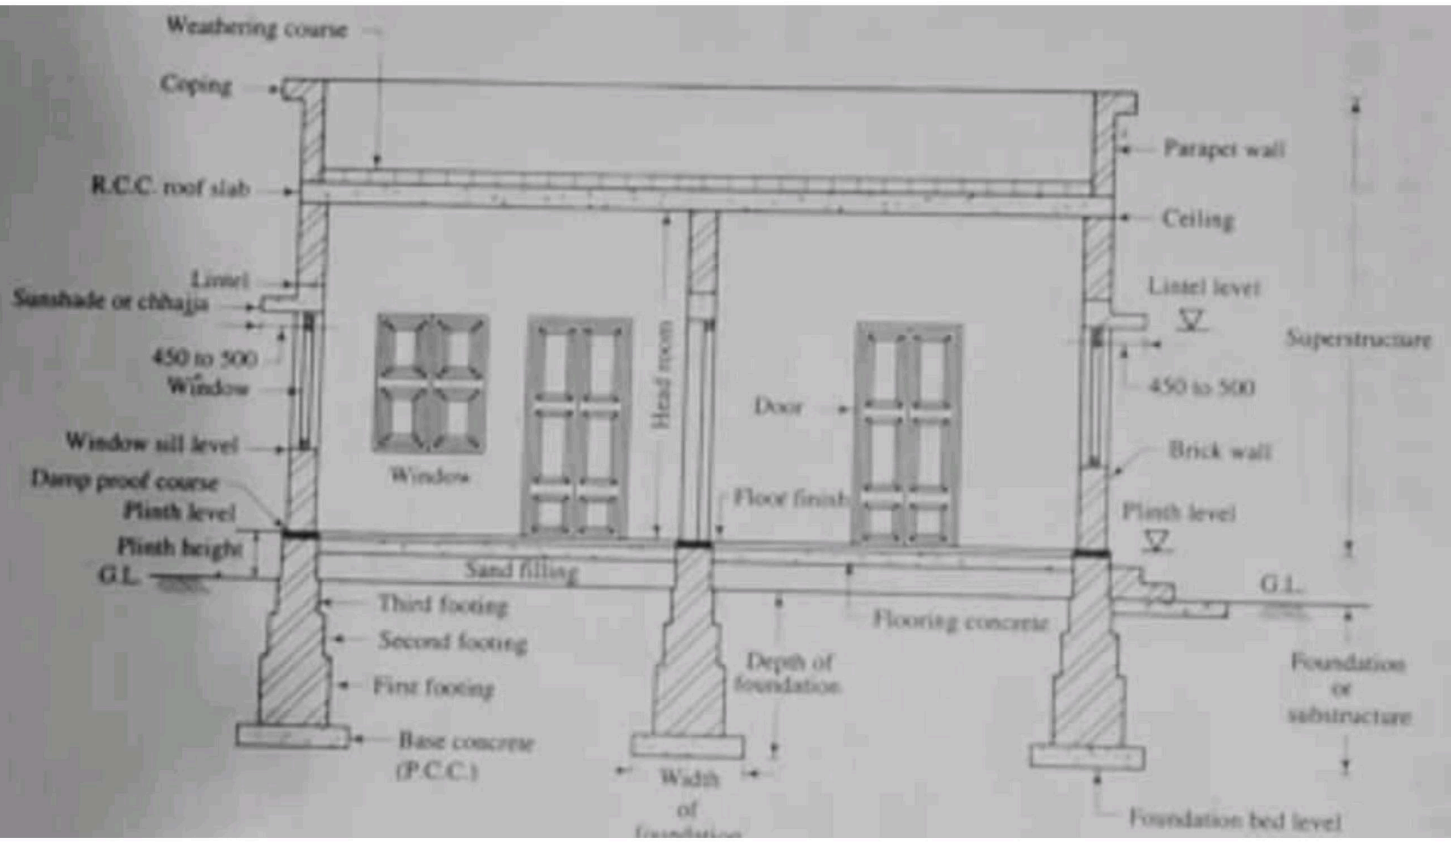 Weathering course
Coping
Parapet wall
R.C.C. roof slab
Ceiling
Lintel
Lintel level
Sunshade or chhajja
Superstructure
450 to 500
Window
Head room
Door
450 to 500
Window sill level
Brick wall
Window
Damp proof course
Floor finish
Plinth level
Plinth level
Plinth height
G.L.
Sand filling
G.L.
Third footing
Flooring concrete
Second footing
Depth of
foundation
Foundation
or
substructure
First footing
Base concrete
(P.C.C.)
Width
of
foundation
Foundation bed level